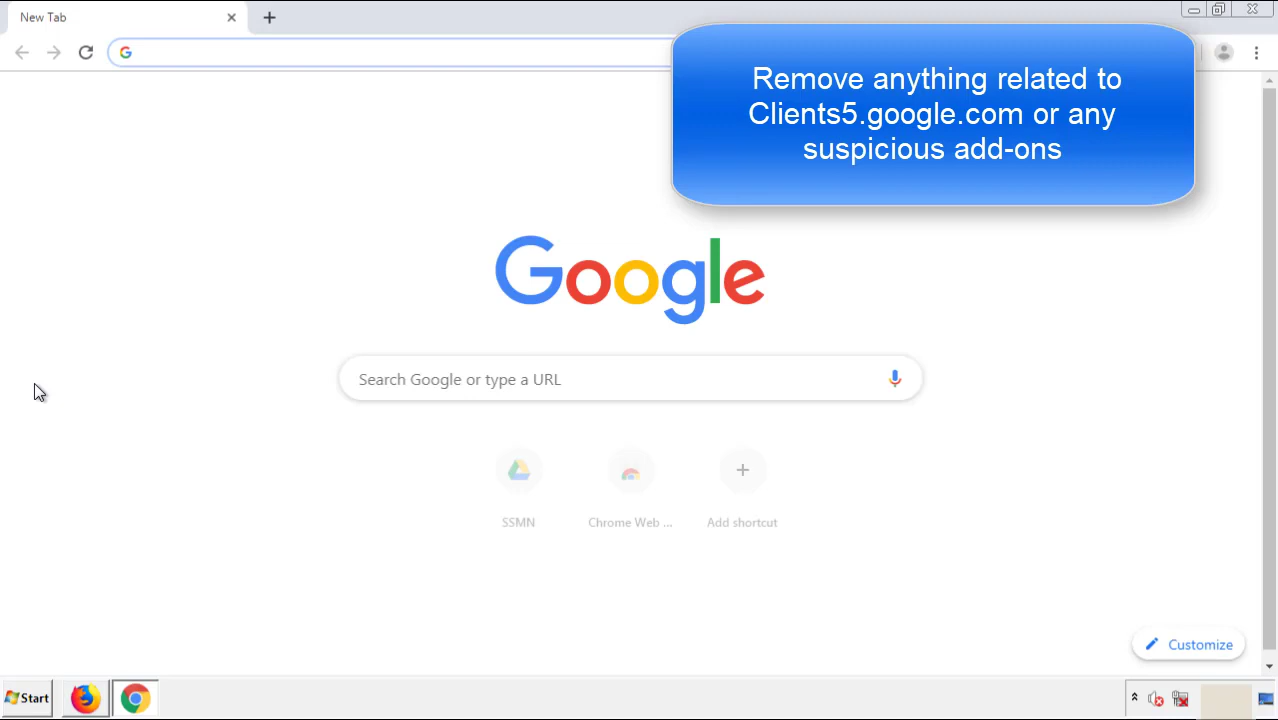 New Tab
Remove anything related to
Clients5.google.com or any
suspicious add-ons
Google
Search Google or type a URL
SSMN
Chrome Web ...
Add shortcut
Customize
Start